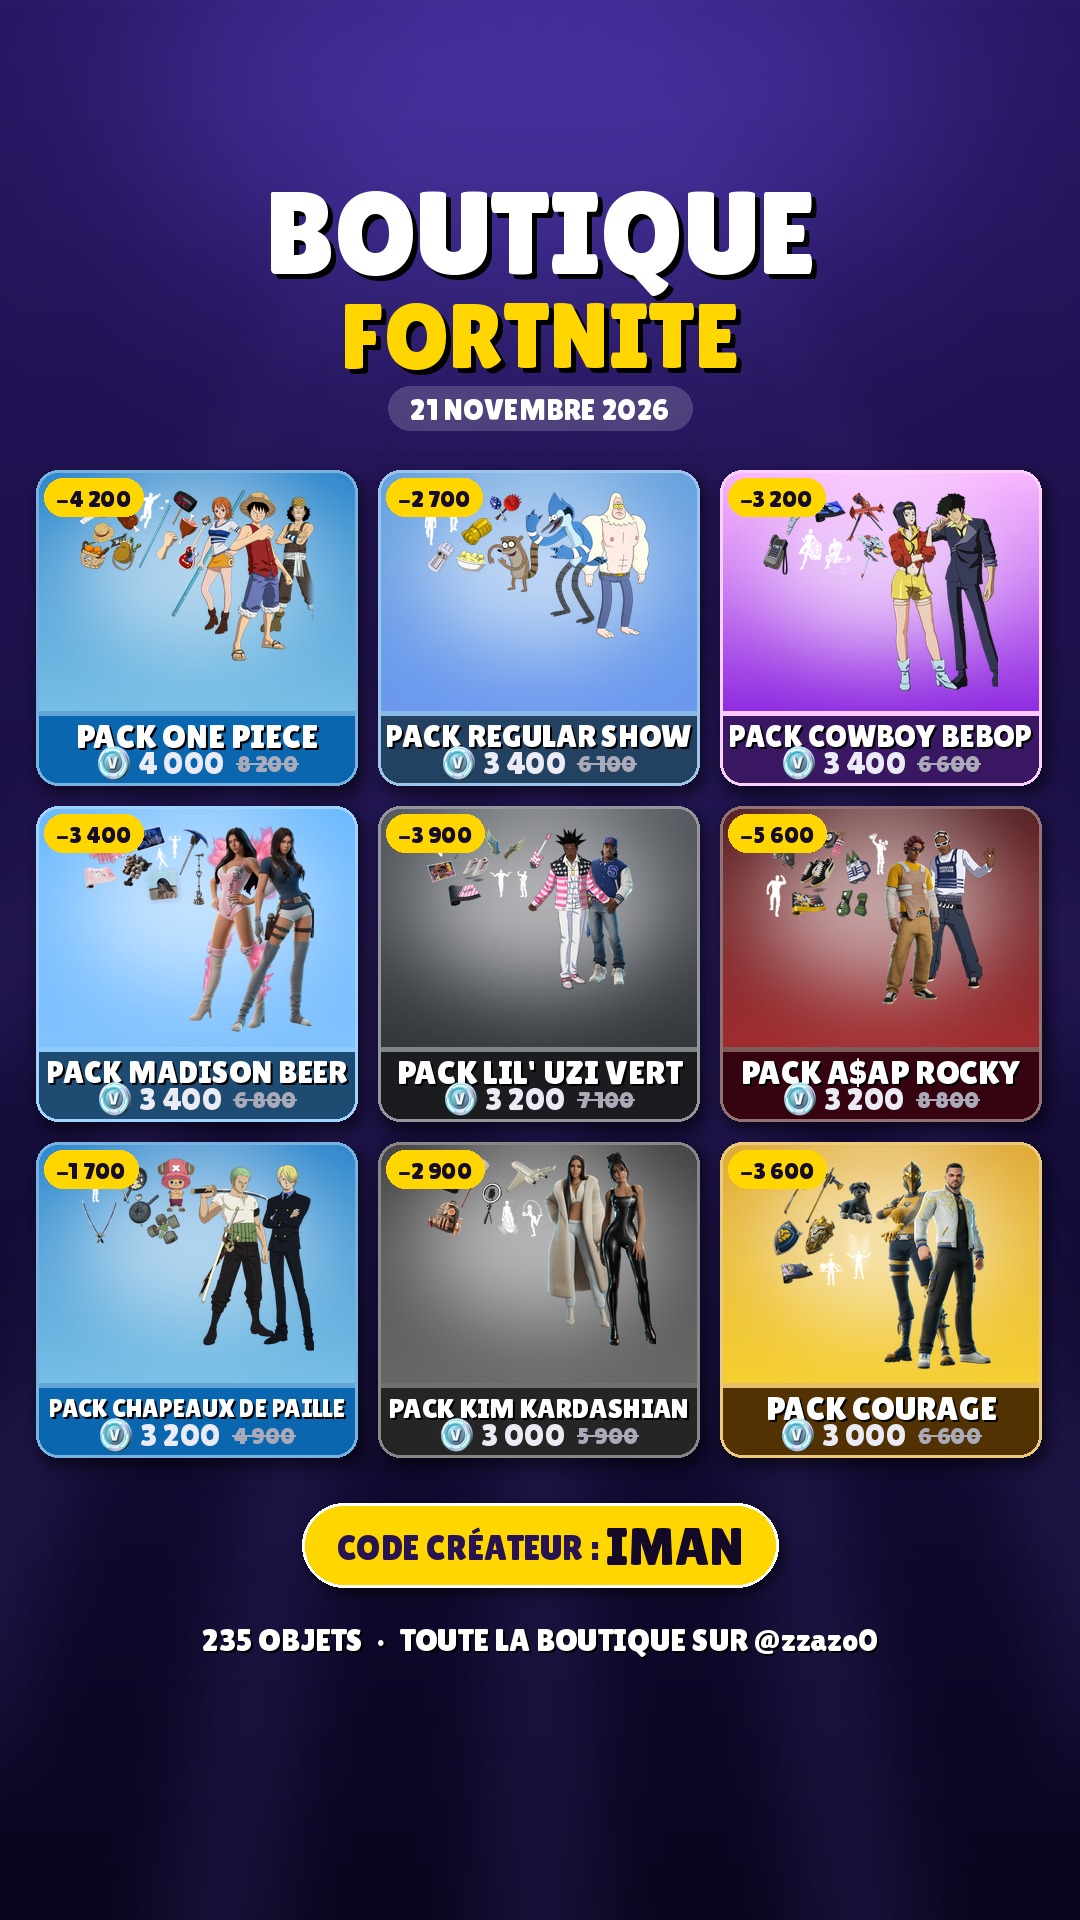 BOUTIQUE
FORTNITE
21 NOVEMBRE 2026
-4 200
PACK ONE PIECE
4 000 8 200
-2 700
PACK REGULAR SHOW
3 400 6 100
-3 200
PACK COWBOY BEBOP
3 400 6 600
-3 400
PACK MADISON BEER
3 400 6 800
-3 900
PACK LIL' UZI VERT
3 200 7 100
-5 600
PACK A$AP ROCKY
3 200 8 800
-1 700
PACK CHAPEAUX DE PAILLE
3 200 4 900
-2 900
PACK KIM KARDASHIAN
3 000 5 900
-3 600
PACK COURAGE
3 000 6 600
CODE CRÉATEUR : IMAN
235 OBJETS · TOUTE LA BOUTIQUE SUR @zzazo0